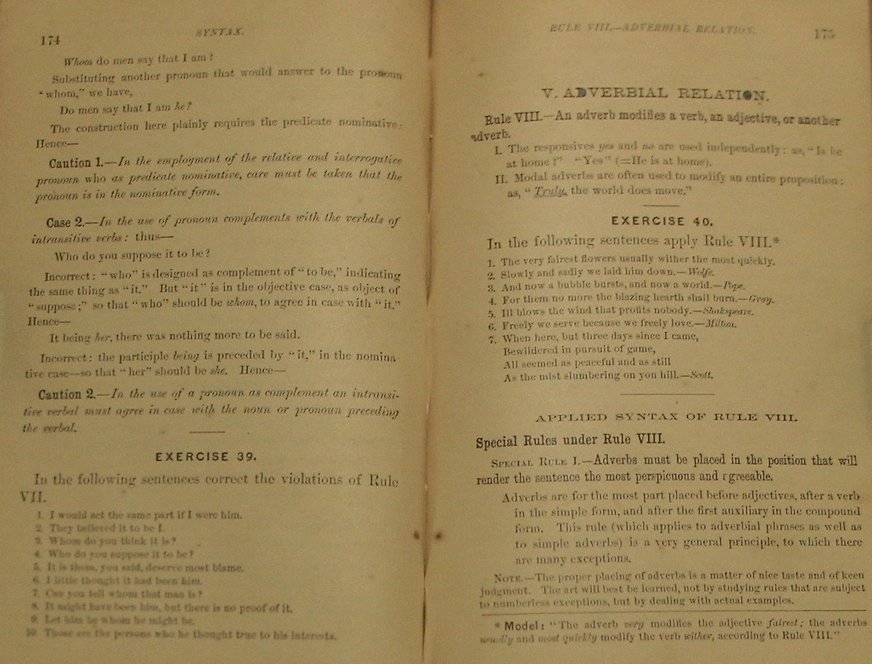 174
SYNTAX.
Whom do men say that I am?
Substituting another pronoun that would answer to the pronoun
"whom," we have,
Do men say that I am he?
The construction here plainly requires the predicate nominative.
Hence—
Caution 1.—In the employment of the relative and interrogative
pronoun who as predicate nominative, care must be taken that the
pronoun is in the nominative form.
Case 2.—In the use of pronoun complements with the verbals of
intransitive verbs: thus—
Who do you suppose it to be?
Incorrect: "who" is designed as complement of "to be," indicating
the same thing as "it." But "it" is in the objective case, as object of
"suppose;" so that "who" should be whom, to agree in case with "it."
Hence—
It being her, there was nothing more to be said.
Incorrect: the participle being is preceded by "it," in the nomina
tive case—so that "her" should be she. Hence—
Caution 2.—In the use of a pronoun as complement an intransi-
tive verbal must agree in case with the noun or pronoun preceding
the verbal.
EXERCISE 39.
In the following sentences correct the violations of Rule
VII.
1. I would act the same part if I were him.
2. They believed it to be I.
3. Whom do you think it is?
4. Who do you suppose it to be?
5. It is them, you said, deserve most blame.
6. I little thought it had been him.
7. Can you tell whom that man is?
8. It might have been him, but there is no proof of it.
9. Let him be whom he might be.
10. Those are the persons who he thought true to his interests.
RULE VIII.—ADVERBIAL RELATION.
175
V. ADVERBIAL RELATION.
Rule VIII.—An adverb modifies a verb, an adjective, or another
adverb.
I. The responsives yes and no are used independently: as, "Is he
at home?" "Yes" (=He is at home).
II. Modal adverbs are often used to modify an entire proposition:
as, "Truly, the world does move."
EXERCISE 40.
In the following sentences apply Rule VIII.*
1. The very fairest flowers usually wither the most quickly.
2. Slowly and sadly we laid him down.—Wolfe.
3. And now a bubble bursts, and now a world.—Pope.
4. For them no more the blazing hearth shall burn.—Gray.
5. Ill blows the wind that profits nobody.—Shakespeare.
6. Freely we serve because we freely love.—Milton.
7. When here, but three days since I came,
Bewildered in pursuit of game,
All seemed as peaceful and as still
As the mist slumbering on yon hill.—Scott.
APPLIED SYNTAX OF RULE VIII.
Special Rules under Rule VIII.
SPECIAL RULE I.—Adverbs must be placed in the position that will
render the sentence the most perspicuous and agreeable.
Adverbs are for the most part placed before adjectives, after a verb
in the simple form, and after the first auxiliary in the compound
form. This rule (which applies to adverbial phrases as well as
to simple adverbs) is a very general principle, to which there
are many exceptions.
NOTE.—The proper placing of adverbs is a matter of nice taste and of keen
judgment. The art will best be learned, not by studying rules that are subject
to numberless exceptions, but by dealing with actual examples.
* Model: "The adverb very modifies the adjective fairest; the adverbs
usually and most quickly modify the verb wither, according to Rule VIII."